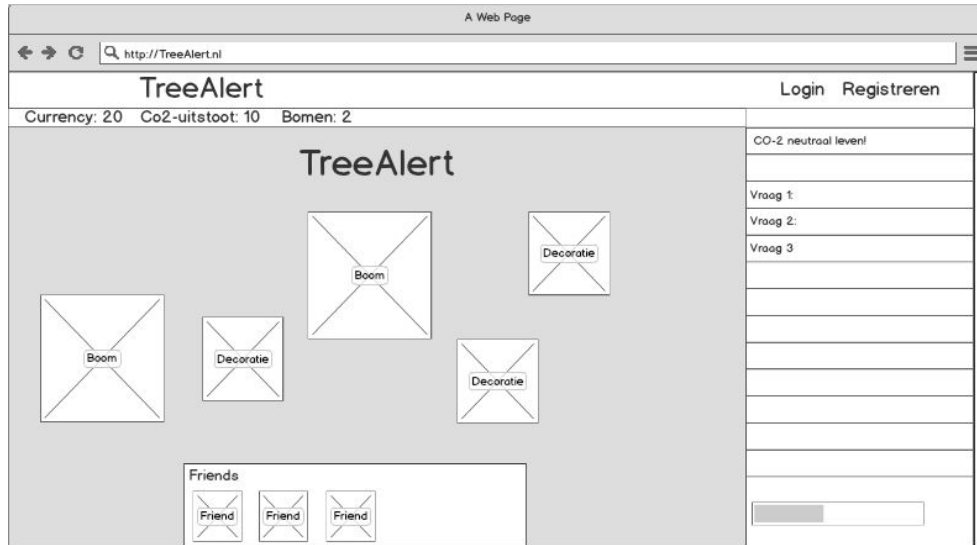 A Web Page
http://TreeAlert.nl
TreeAlert
Login Registreren
Currency: 20 Co2-uitstoot: 10 Bomen: 2
TreeAlert
Boom
Decoratie
Boom
Decoratie
Decoratie
Friends
Friend Friend Friend
CO-2 neutraal leven!
Vraag 1:
Vraag 2:
Vraag 3